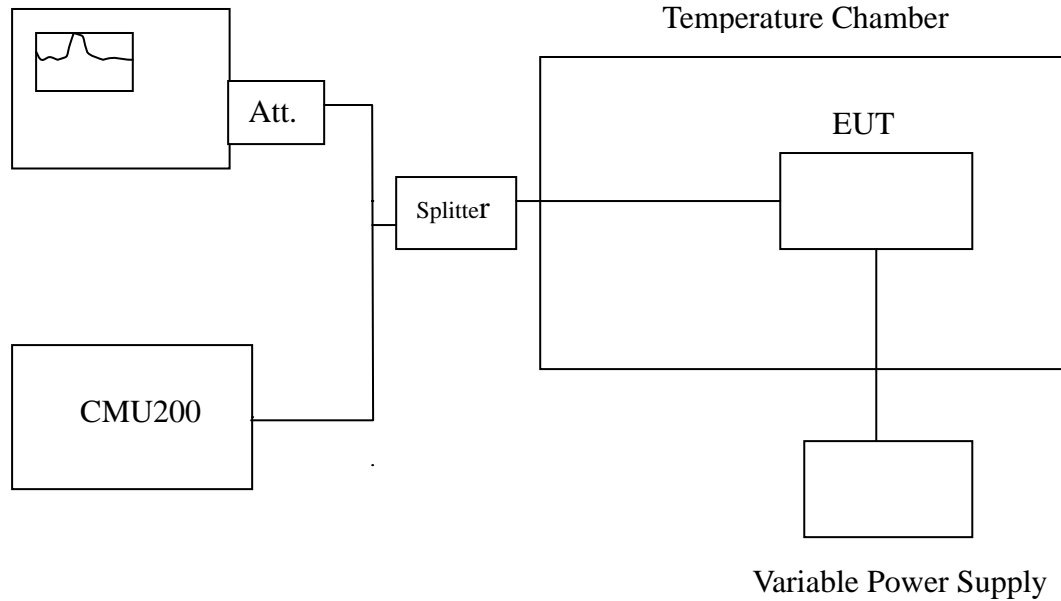 Temperature Chamber
Att.
EUT
Splitter
CMU200
Variable Power Supply